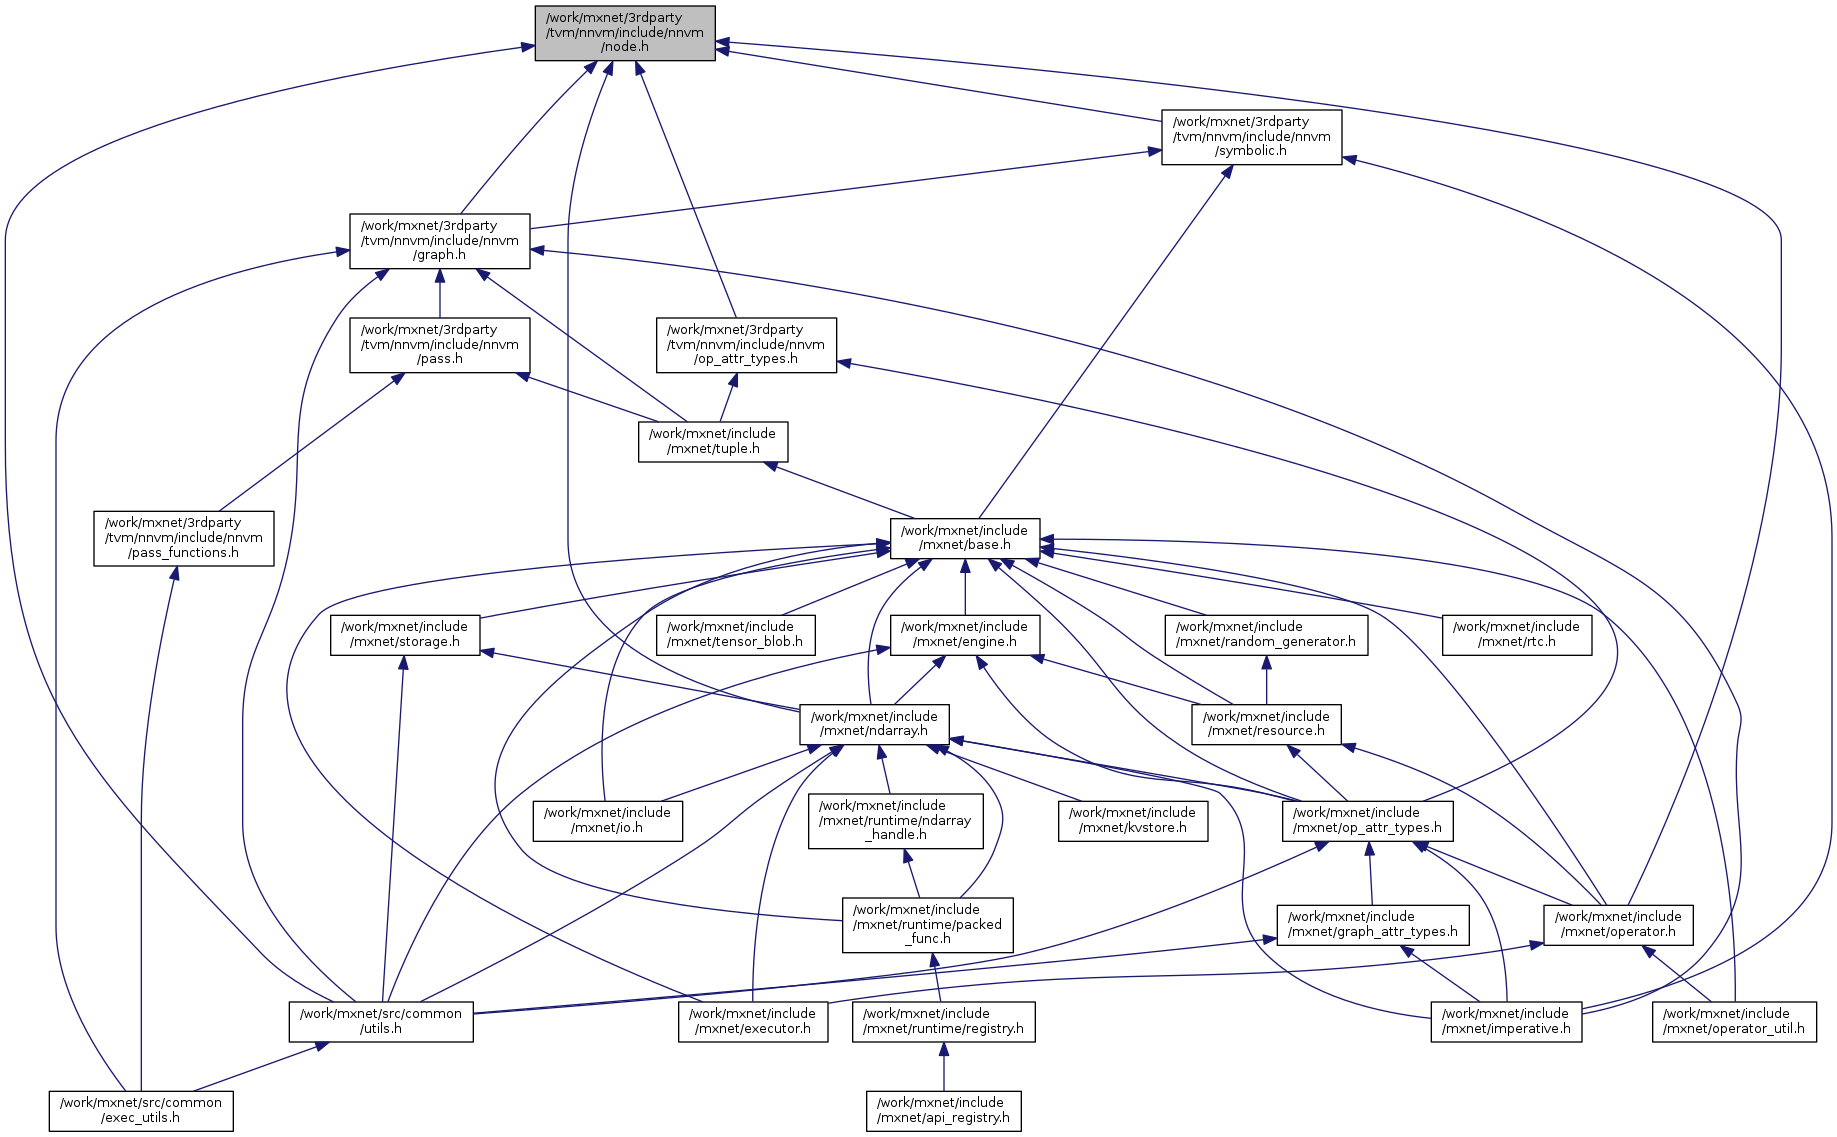 /work/mxnet/3rdparty
/tvm/nnvm/include/nnvm
/node.h
/work/mxnet/3rdparty
/tvm/nnvm/include/nnvm
/symbolic.h
/work/mxnet/3rdparty
/tvm/nnvm/include/nnvm
/graph.h
/work/mxnet/3rdparty
/tvm/nnvm/include/nnvm
/pass.h
/work/mxnet/3rdparty
/tvm/nnvm/include/nnvm
/op_attr_types.h
/work/mxnet/include
/mxnet/tuple.h
/work/mxnet/3rdparty
/tvm/nnvm/include/nnvm
/pass_functions.h
/work/mxnet/include
/mxnet/base.h
/work/mxnet/include
/mxnet/storage.h
/work/mxnet/include
/mxnet/tensor_blob.h
/work/mxnet/include
/mxnet/engine.h
/work/mxnet/include
/mxnet/random_generator.h
/work/mxnet/include
/mxnet/rtc.h
/work/mxnet/include
/mxnet/ndarray.h
/work/mxnet/include
/mxnet/resource.h
/work/mxnet/include
/mxnet/io.h
/work/mxnet/include
/mxnet/runtime/ndarray
_handle.h
/work/mxnet/include
/mxnet/kvstore.h
/work/mxnet/include
/mxnet/op_attr_types.h
/work/mxnet/include
/mxnet/runtime/packed
_func.h
/work/mxnet/include
/mxnet/graph_attr_types.h
/work/mxnet/include
/mxnet/operator.h
/work/mxnet/src/common
/utils.h
/work/mxnet/include
/mxnet/executor.h
/work/mxnet/include
/mxnet/runtime/registry.h
/work/mxnet/include
/mxnet/imperative.h
/work/mxnet/include
/mxnet/operator_util.h
/work/mxnet/src/common
/exec_utils.h
/work/mxnet/include
/mxnet/api_registry.h